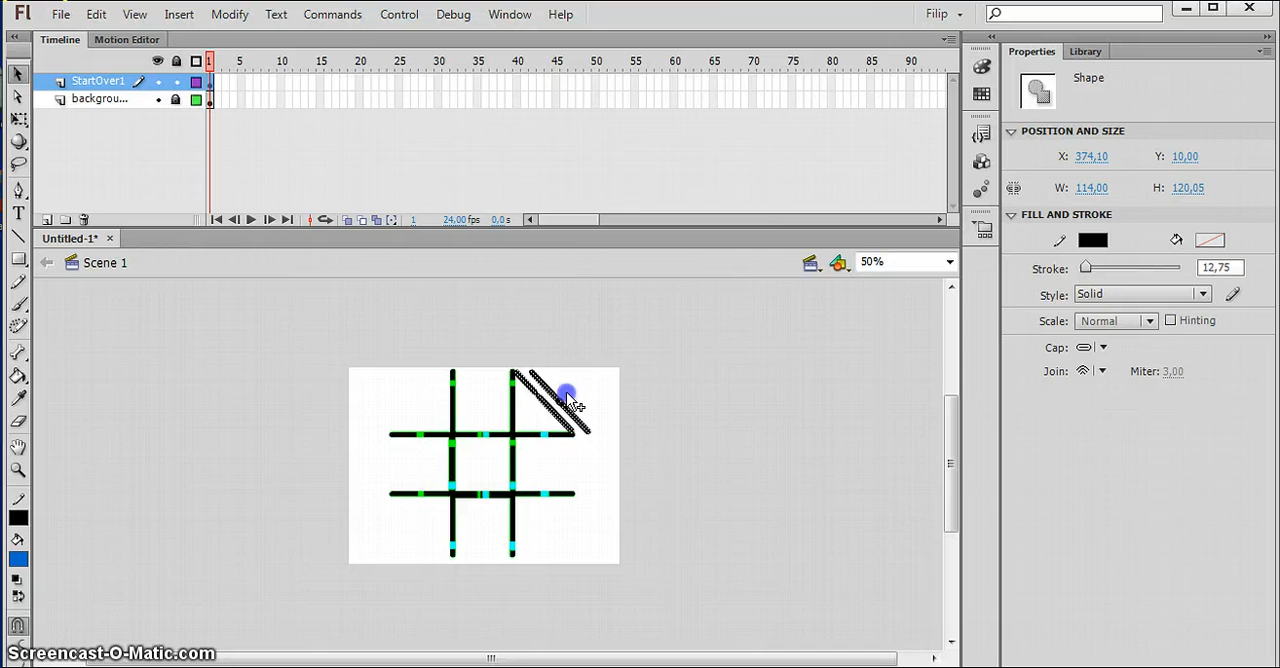 Fl File Edit View Insert Modify Text Commands Control Debug Window Help Filip
Timeline Motion Editor Properties Library
1 5 10 15 20 25 30 35 40 45 50 55 60 65 70 75 80 85 90
StartOver1 Shape
backgrou...
POSITION AND SIZE
X: 374,10 Y: 10,00
W: 114,00 H: 120,05
FILL AND STROKE
1 24,00 fps 0,0 s
Untitled-1* ×
Scene 1 50%
Stroke: 12,75
Style: Solid
Scale: Normal Hinting
Cap:
Join: Miter: 3,00
Screencast-O-Matic.com